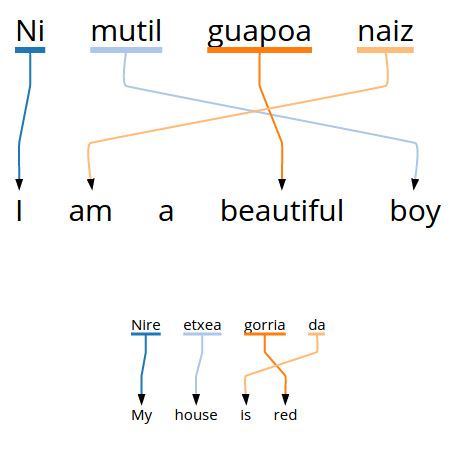 Ni mutil guapoa naiz
I am a beautiful boy
Nire etxea gorria da
My house is red